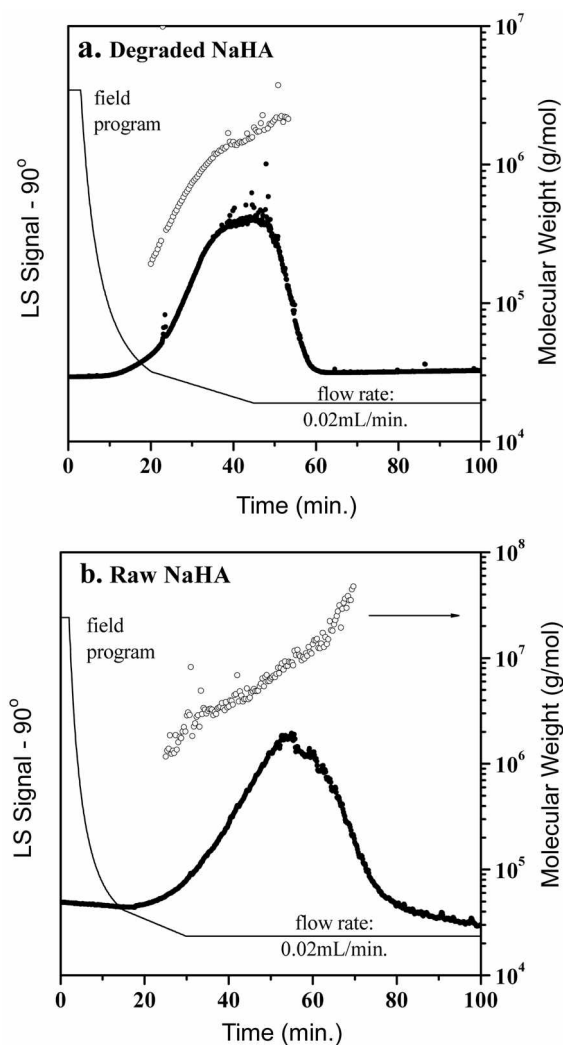 a. Degraded NaHA
field
program
flow rate:
0.02mL/min.
LS Signal - 90°
Molecular Weight (g/mol)
10⁷
10⁶
10⁵
10⁴
0 20 40 60 80 100
Time (min.)
b. Raw NaHA
field
program
flow rate:
0.02mL/min.
LS Signal - 90°
Molecular Weight (g/mol)
10⁸
10⁷
10⁶
10⁵
10⁴
0 20 40 60 80 100
Time (min.)